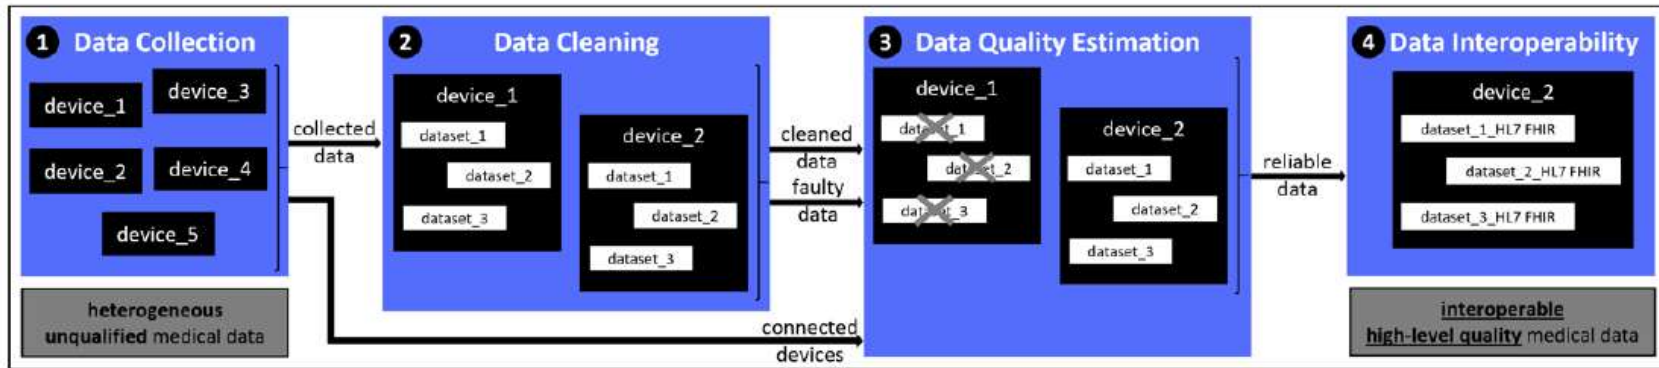 1 Data Collection
device_1
device_3
device_2
device_4
device_5
heterogeneous
unqualified medical data
collected
data
2 Data Cleaning
device_1
dataset_1
dataset_2
dataset_3
device_2
dataset_1
dataset_2
dataset_3
cleaned
data
faulty
data
connected
devices
3 Data Quality Estimation
device_1
dataset_1
dataset_2
dataset_3
device_2
dataset_1
dataset_2
dataset_3
reliable
data
4 Data Interoperability
device_2
dataset_1_HL7 FHIR
dataset_2_HL7 FHIR
dataset_3_HL7 FHIR
interoperable
high-level quality medical data